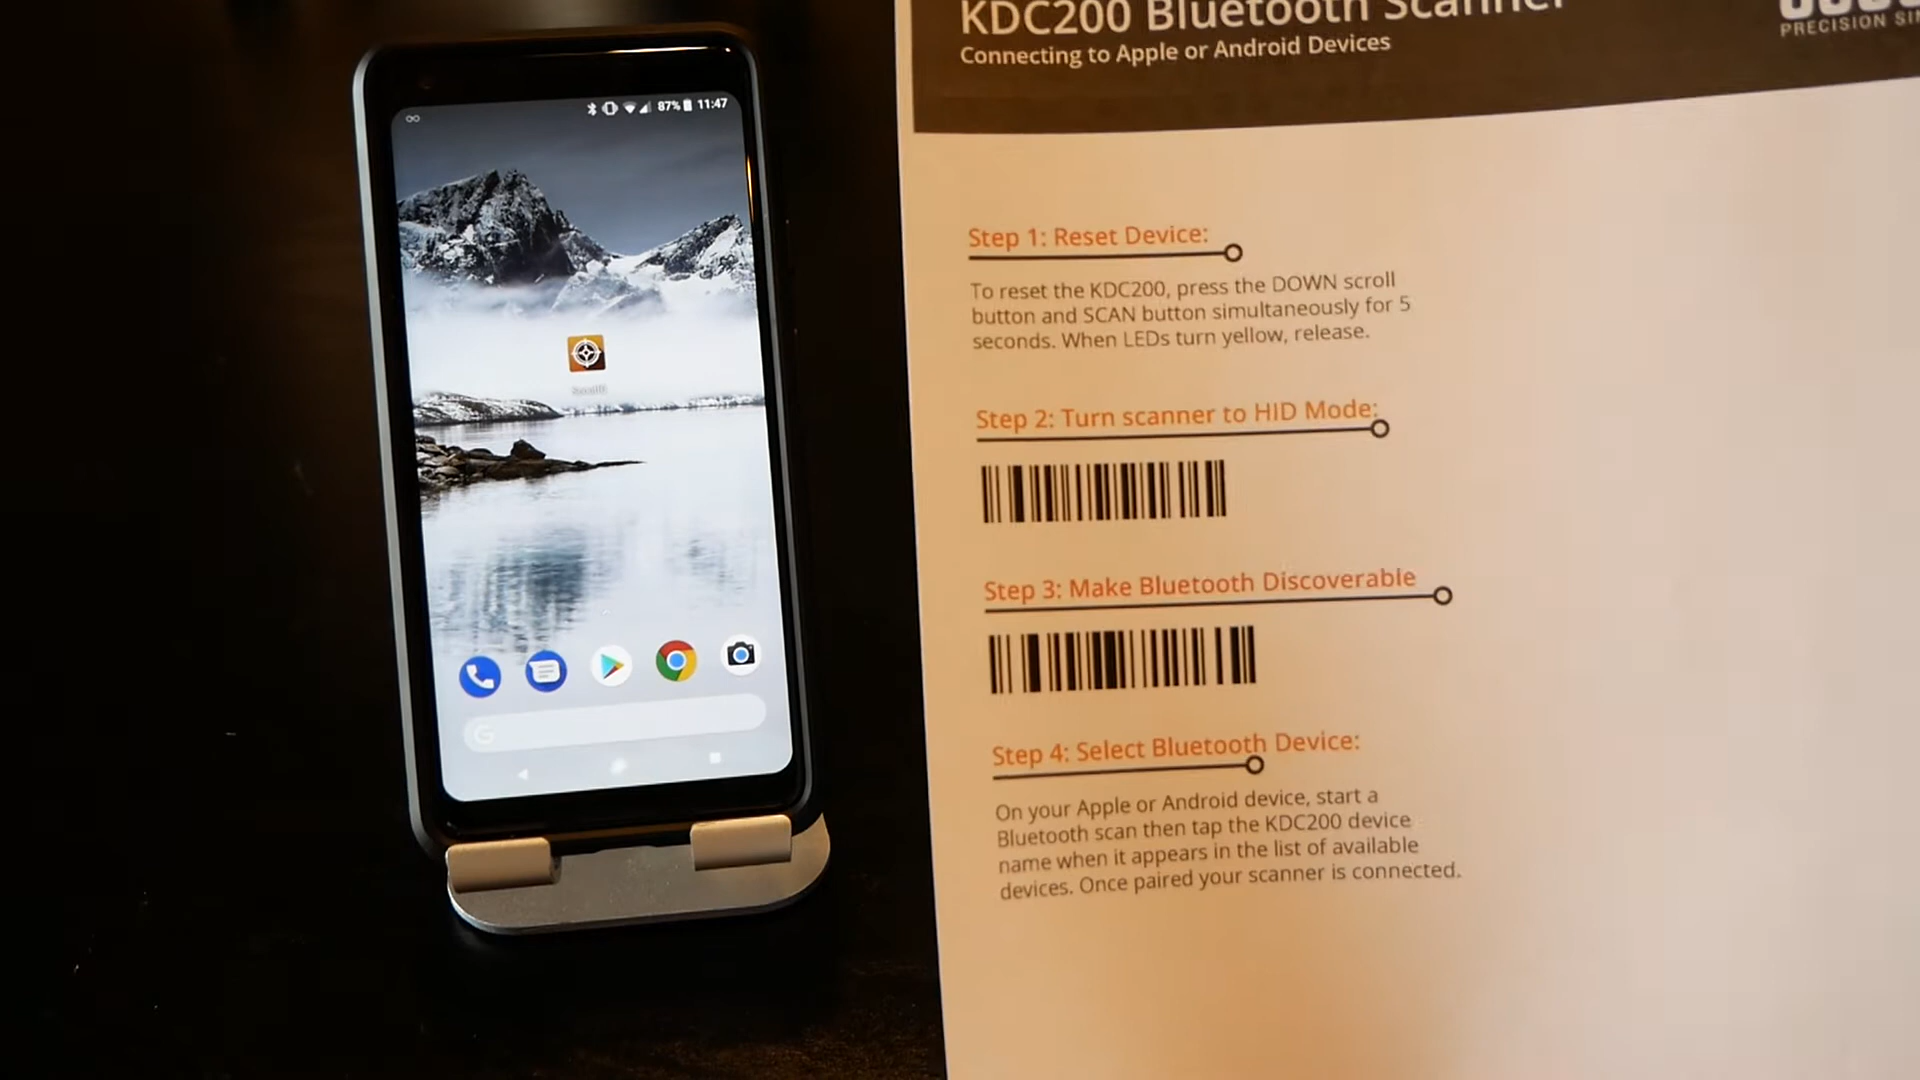 87% 11:47
KDC200 Bluetooth Scanner
Connecting to Apple or Android Devices
PRECISION
Step 1: Reset Device:
To reset the KDC200, press the DOWN scroll
button and SCAN button simultaneously for 5
seconds. When LEDs turn yellow, release.
Step 2: Turn scanner to HID Mode:
Step 3: Make Bluetooth Discoverable
Step 4: Select Bluetooth Device:
On your Apple or Android device, start a
Bluetooth scan then tap the KDC200 device
name when it appears in the list of available
devices. Once paired your scanner is connected.